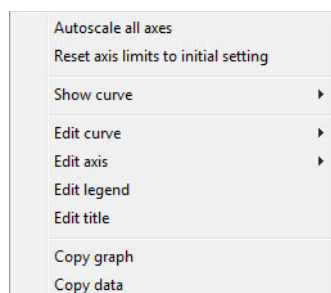 Autoscale all axes
Reset axis limits to initial setting
Show curve
Edit curve
Edit axis
Edit legend
Edit title
Copy graph
Copy data